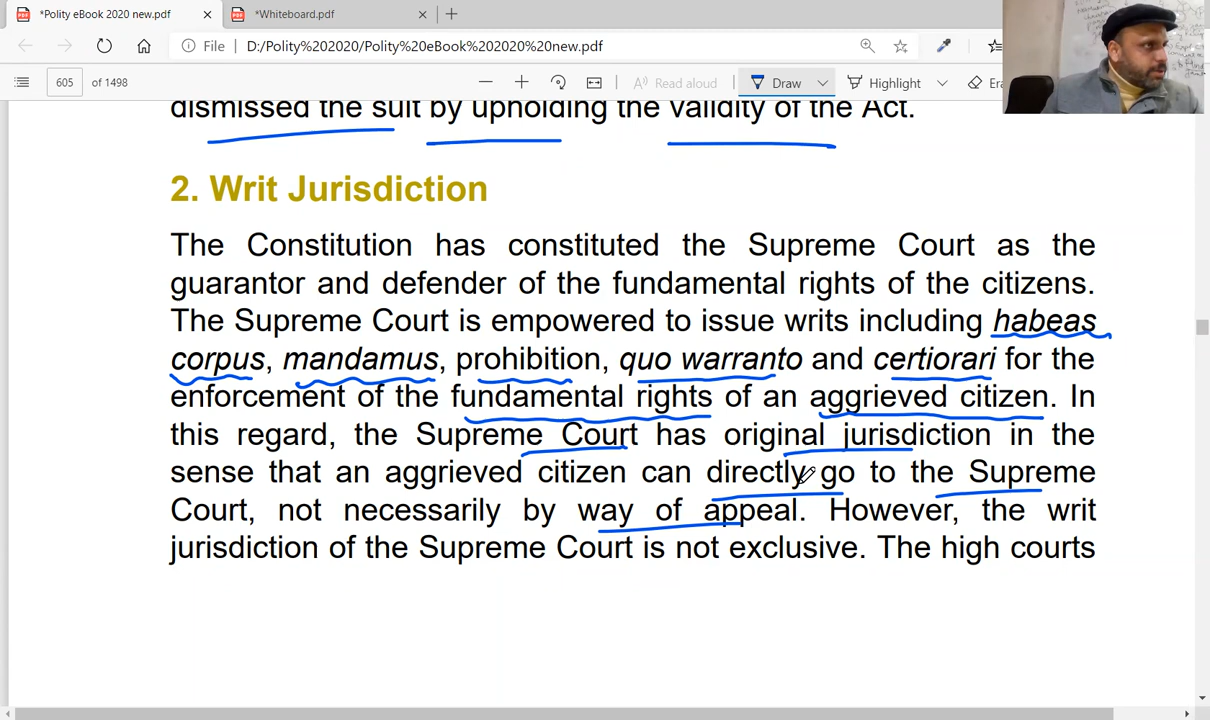 *Polity eBook 2020 new.pdf
*Whiteboard.pdf
File D:/Polity%202020/Polity%20eBook%202020%20new.pdf
605 of 1498
Read aloud
Draw
Highlight
Era
dismissed the suit by upholding the validity of the Act.
2. Writ Jurisdiction
The Constitution has constituted the Supreme Court as the
guarantor and defender of the fundamental rights of the citizens.
The Supreme Court is empowered to issue writs including habeas
corpus, mandamus, prohibition, quo warranto and certiorari for the
enforcement of the fundamental rights of an aggrieved citizen. In
this regard, the Supreme Court has original jurisdiction in the
sense that an aggrieved citizen can directly go to the Supreme
Court, not necessarily by way of appeal. However, the writ
jurisdiction of the Supreme Court is not exclusive. The high courts